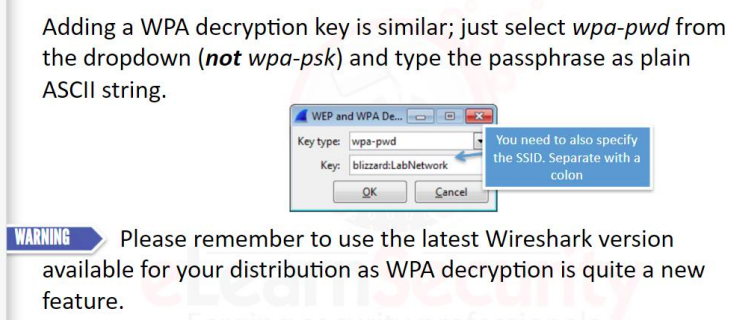 Adding a WPA decryption key is similar; just select wpa-pwd from
the dropdown (not wpa-psk) and type the passphrase as plain
ASCII string.
WEP and WPA De...
Key type: wpa-pwd
Key: blizzard:LabNetwork
OK Cancel
You need to also specify
the SSID. Separate with a
colon
WARNING Please remember to use the latest Wireshark version
available for your distribution as WPA decryption is quite a new
feature.
eLearnSecurity